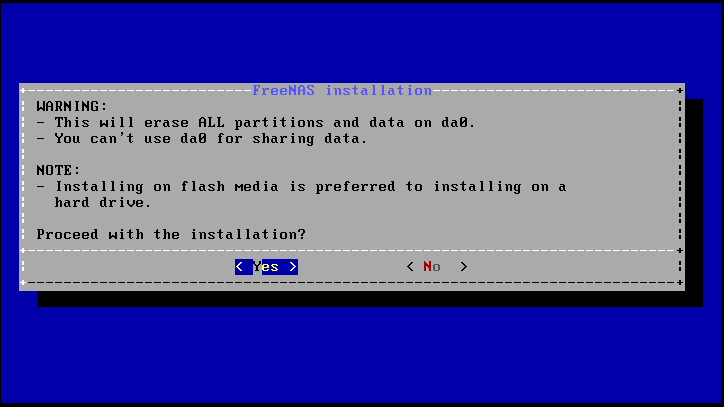 FreeNAS installation
WARNING:
- This will erase ALL partitions and data on da0.
- You can't use da0 for sharing data.
NOTE:
- Installing on flash media is preferred to installing on a
hard drive.
Proceed with the installation?
< Yes > < No >